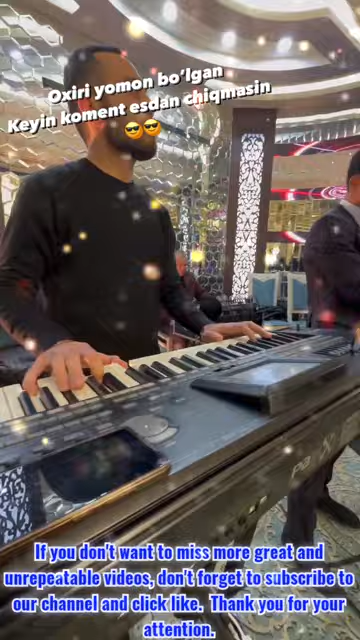 Oxiri yomon bo'lgan
Keyin koment esdan chiqmasin
😎😎
If you don't want to miss more great and
unrepeatable videos, don't forget to subscribe to
our channel and click like. Thank you for your
attention.